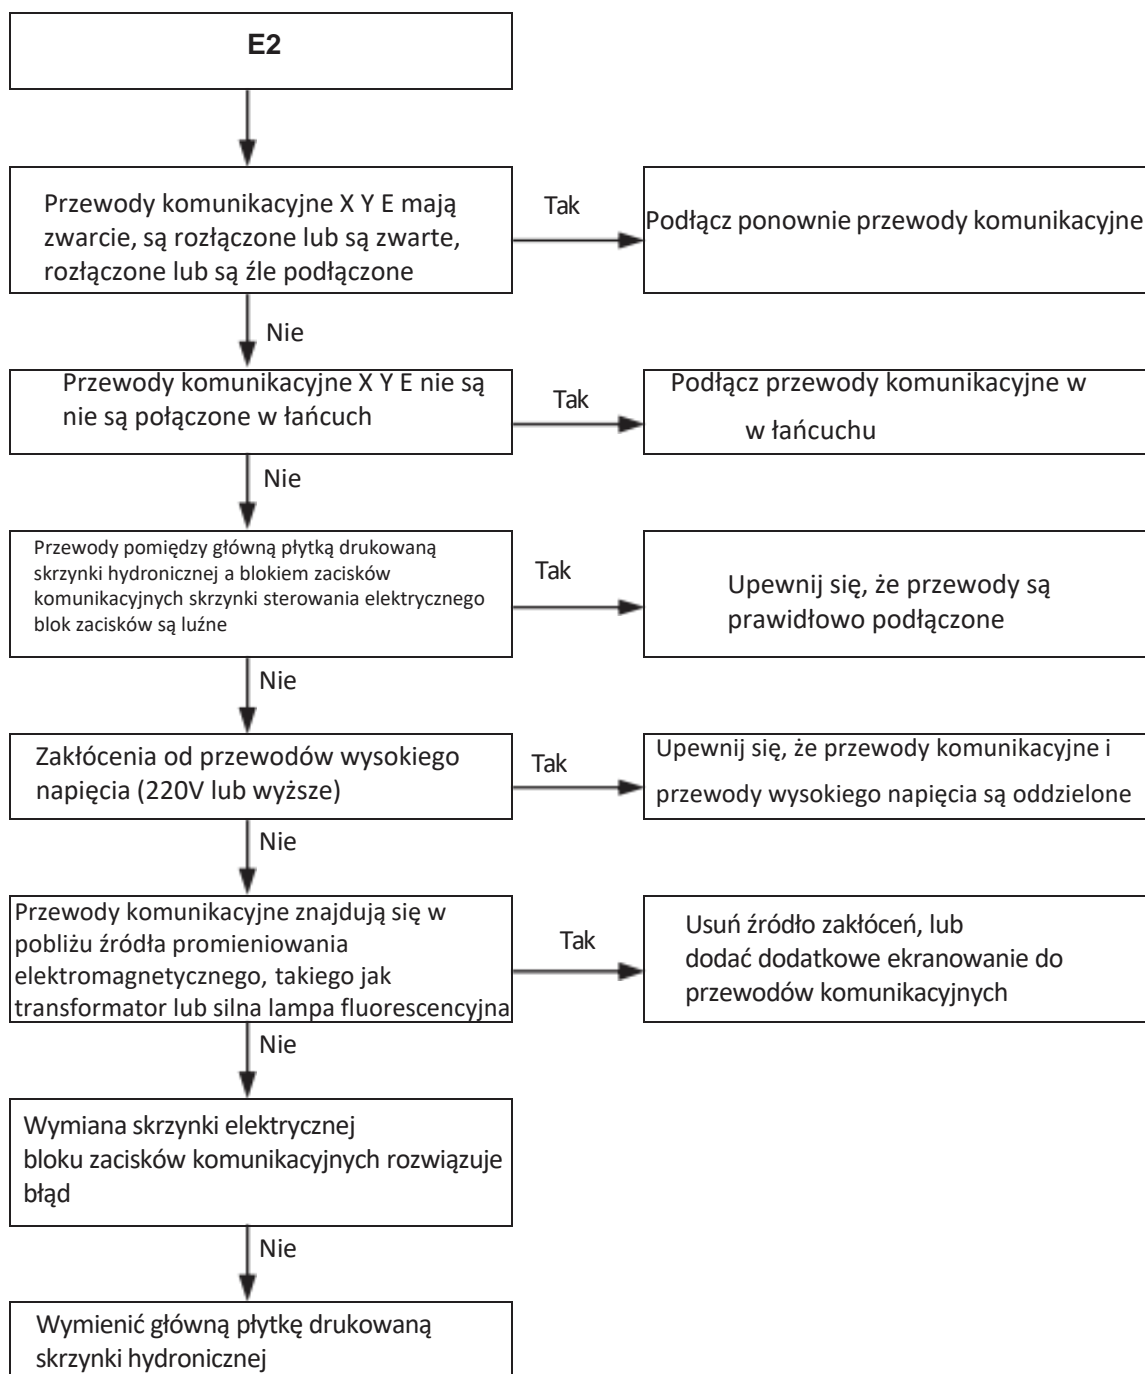 E2
Przewody komunikacyjne X Y E mają
zwarcie, są rozłączone lub są zwarte,
rozłączone lub są źle podłączone
Tak
Podłącz ponownie przewody komunikacyjne
Nie
Przewody komunikacyjne X Y E nie są
nie są połączone w łańcuch
Tak
Podłącz przewody komunikacyjne w
w łańcuchu
Nie
Przewody pomiędzy główną płytką drukowaną
skrzynki hydronicznej a blokiem zacisków
komunikacyjnych skrzynki sterowania elektrycznego
blok zacisków są luźne
Tak
Upewnij się, że przewody są
prawidłowo podłączone
Nie
Zakłócenia od przewodów wysokiego
napięcia (220V lub wyższe)
Tak
Upewnij się, że przewody komunikacyjne i
przewody wysokiego napięcia są oddzielone
Nie
Przewody komunikacyjne znajdują się w
pobliżu źródła promieniowania
elektromagnetycznego, takiego jak
transformator lub silna lampa fluorescencyjna
Tak
Usuń źródło zakłóceń, lub
dodać dodatkowe ekranowanie do
przewodów komunikacyjnych
Nie
Wymiana skrzynki elektrycznej
bloku zacisków komunikacyjnych rozwiązuje
błąd
Nie
Wymienić główną płytkę drukowaną
skrzynki hydronicznej